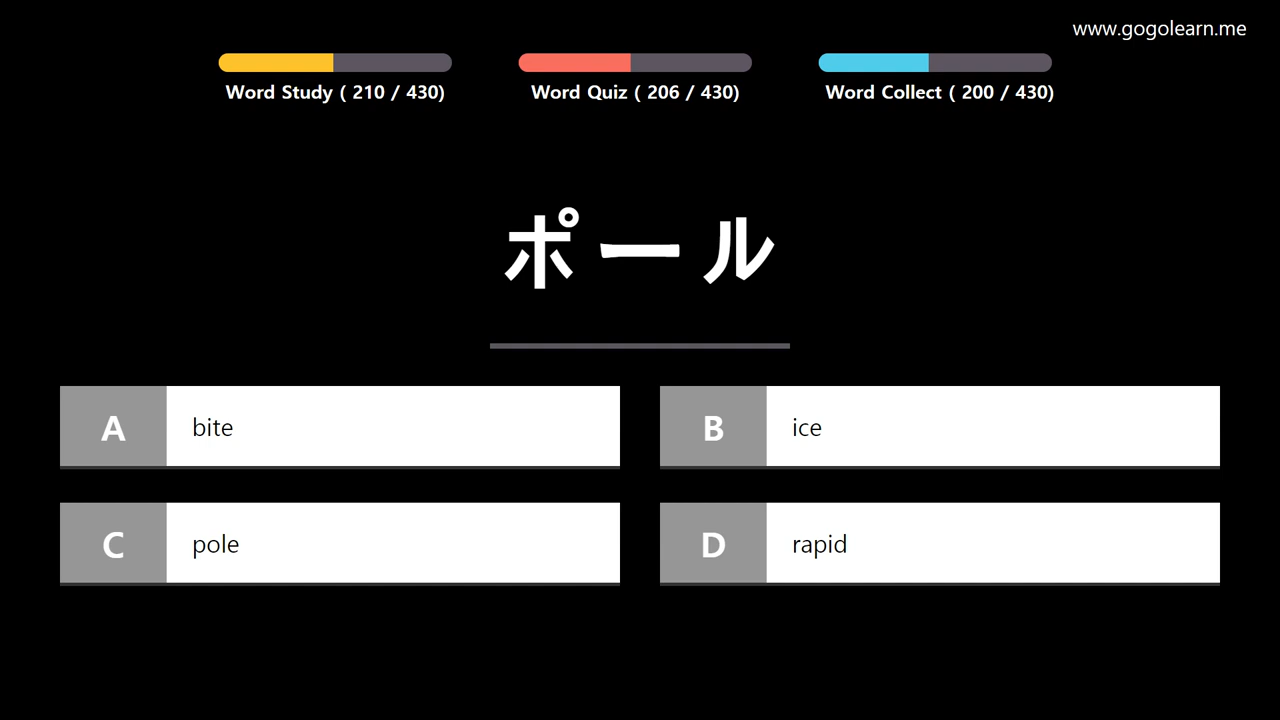 www.gogolearn.me
Word Study ( 210 / 430)
Word Quiz ( 206 / 430)
Word Collect ( 200 / 430)
ポール
A bite
B ice
C pole
D rapid